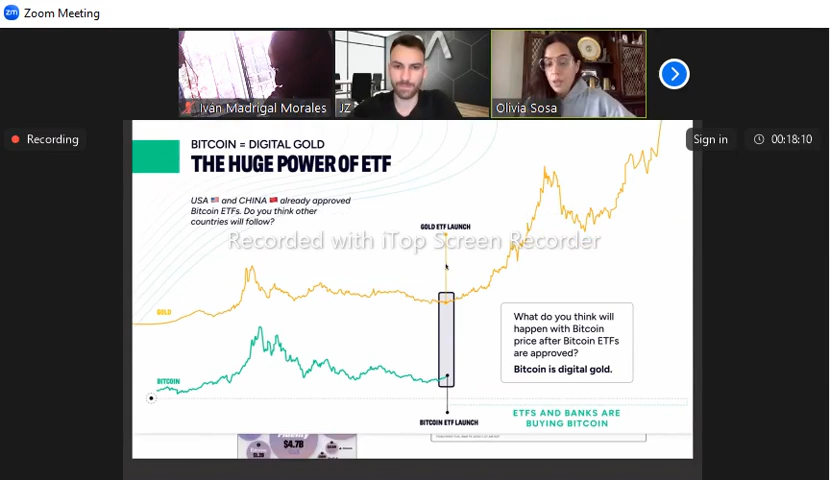 zm Zoom Meeting
Iván Madrigal Morales
JZ
Olivia Sosa
Recording
Sign in
00:18:10
BITCOIN = DIGITAL GOLD
THE HUGE POWER OF ETF
USA 🇺🇸 and CHINA 🇨🇳 already approved
Bitcoin ETFs. Do you think other
countries will follow?
GOLD ETF LAUNCH
Recorded with iTop Screen Recorder
GOLD
What do you think will
happen with Bitcoin
price after Bitcoin ETFs
are approved?
Bitcoin is digital gold.
BITCOIN
BITCOIN ETF LAUNCH
ETFS AND BANKS ARE
BUYING BITCOIN
Fidelity
$4.7B